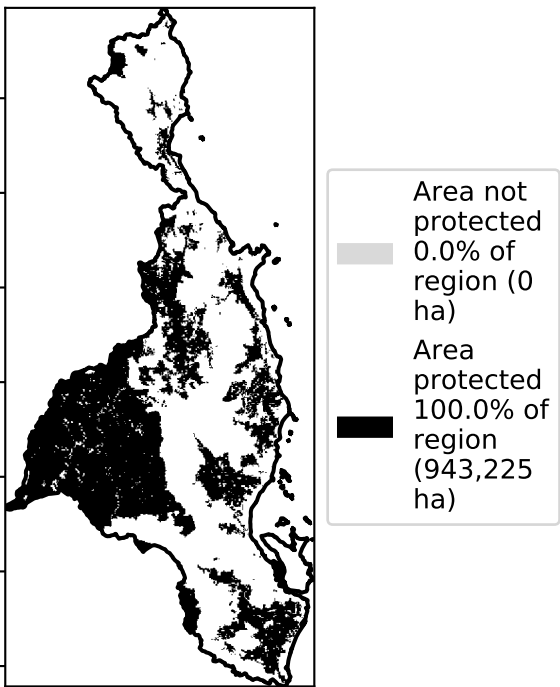 Area not
protected
0.0% of
region (0
ha)
Area
protected
100.0% of
region
(943,225
ha)